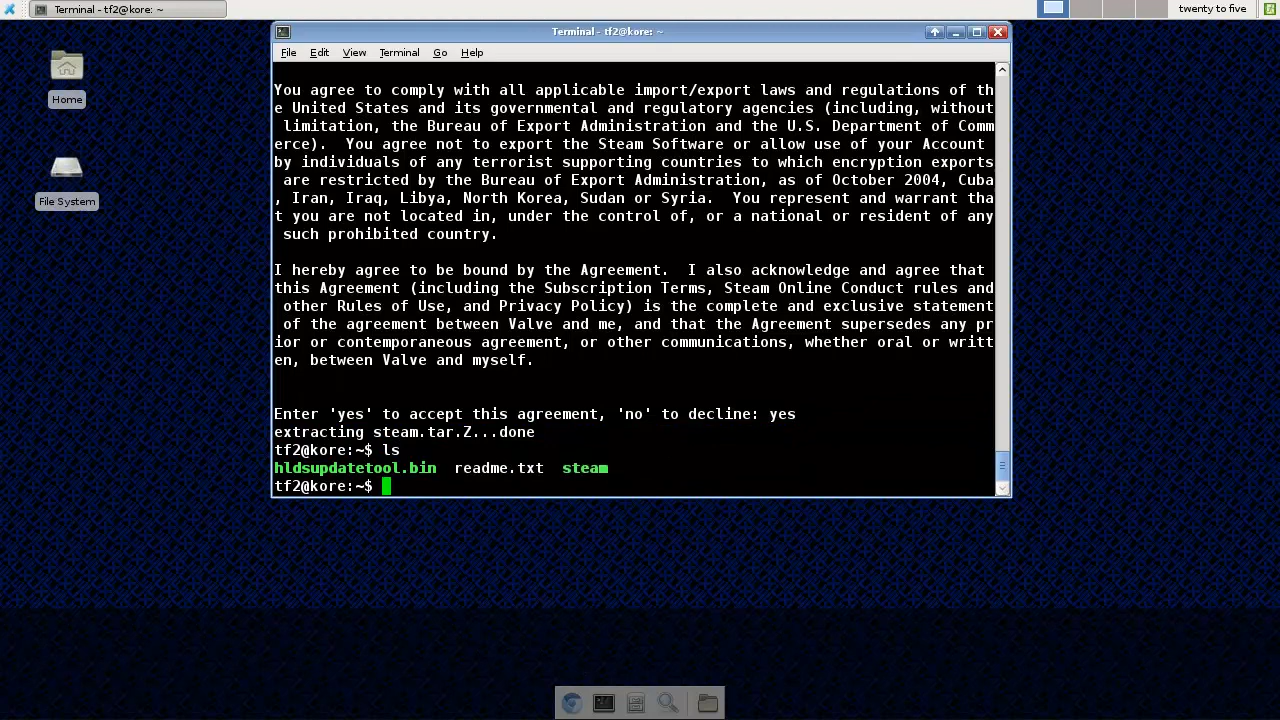 Terminal - tf2@kore: ~
twenty to five
Terminal - tf2@kore: ~
File Edit View Terminal Go Help
Home
File System
You agree to comply with all applicable import/export laws and regulations of th
e United States and its governmental and regulatory agencies (including, without
 limitation, the Bureau of Export Administration and the U.S. Department of Comm
erce).  You agree not to export the Steam Software or allow use of your Account
by individuals of any terrorist supporting countries to which encryption exports
 are restricted by the Bureau of Export Administration, as of October 2004, Cuba
, Iran, Iraq, Libya, North Korea, Sudan or Syria.  You represent and warrant tha
t you are not located in, under the control of, or a national or resident of any
 such prohibited country.
I hereby agree to be bound by the Agreement.  I also acknowledge and agree that
this Agreement (including the Subscription Terms, Steam Online Conduct rules and
 other Rules of Use, and Privacy Policy) is the complete and exclusive statement
 of the agreement between Valve and me, and that the Agreement supersedes any pr
ior or contemporaneous agreement, or other communications, whether oral or writt
en, between Valve and myself.
Enter 'yes' to accept this agreement, 'no' to decline: yes
extracting steam.tar.Z...done
tf2@kore:~$ ls
hldsupdatetool.bin  readme.txt  steam
tf2@kore:~$